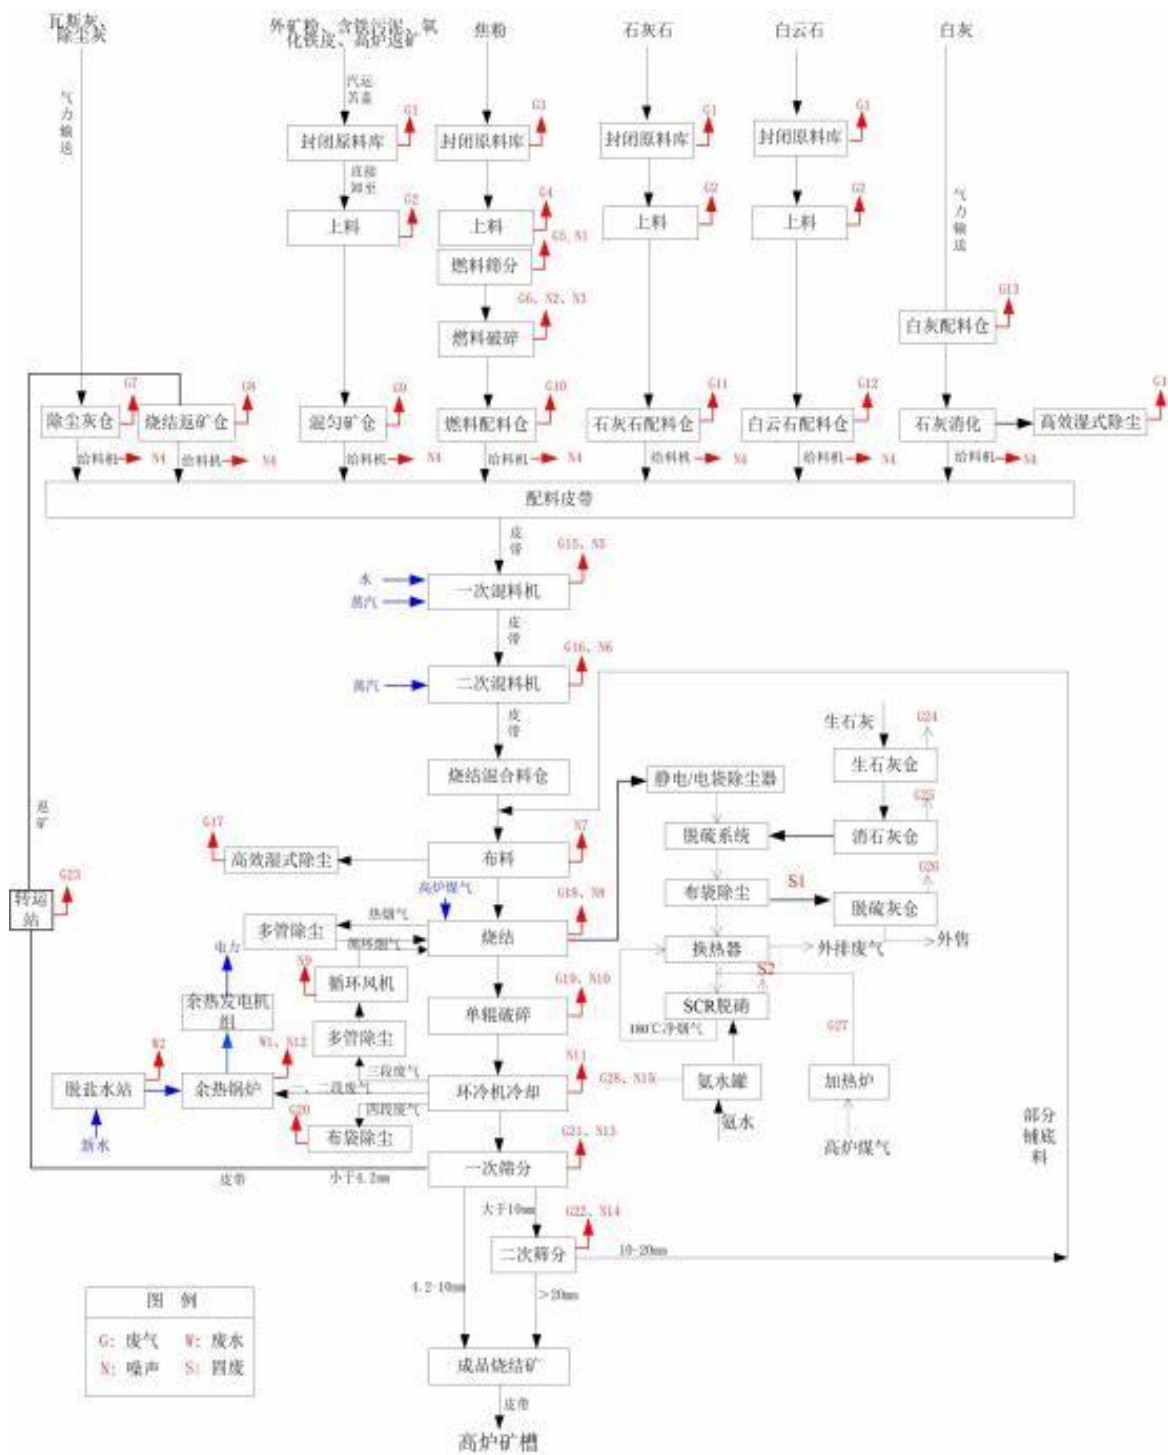 瓦斯灰、
除尘灰
外矿粉、含铁污泥、氧
化铁皮、高炉返矿
焦粉
石灰石
白云石
白灰
气力输送
汽运
苫盖
G1
G3
G1
G1
封闭原料库
封闭原料库
封闭原料库
封闭原料库
直接
卸至
G2
G4
G2
G2
上料
上料
上料
上料
气力输送
G5、N1
燃料筛分
G6、N2、N3
燃料破碎
G13
白灰配料仓
G7
G8
G9
G10
G11
G12
G1
除尘灰仓
烧结返矿仓
混匀矿仓
燃料配料仓
石灰石配料仓
白云石配料仓
石灰消化
高效湿式除尘
给料机
N4
给料机
N4
给料机
N4
给料机
N4
给料机
N4
给料机
N4
给料机
N4
配料皮带
皮带
G15、N5
水
蒸汽
一次混料机
皮带
G16、N6
蒸汽
二次混料机
皮带
生石灰
G24
烧结混合料仓
静电/电袋除尘器
生石灰仓
G25
返矿
G17
N7
脱硫系统
消石灰仓
高效湿式除尘
布料
G26
G23
高炉煤气
G18、N8
布袋除尘
S1
脱硫灰仓
转运站
热烟气
多管除尘
循环烟气
烧结
换热器
外排废气
外售
电力
N9
循环风机
G19、N10
S2
余热发电机组
单辊破碎
SCR脱硝
180℃净烟气
G27
多管除尘
W2
W1、N12
三段废气
N11
G28、N15
脱盐水站
余热锅炉
一、二段废气
环冷机冷却
氨水罐
加热炉
G20
四段废气
新水
布袋除尘
G21、N13
氨水
高炉煤气
部分
铺底
料
皮带
小于4.2mm
一次筛分
大于10mm
G22、N14
二次筛分
10-20mm
4.2-10mm
>20mm
图 例
G: 废气 W: 废水
N: 噪声 S: 固废
成品烧结矿
皮带
高炉矿槽